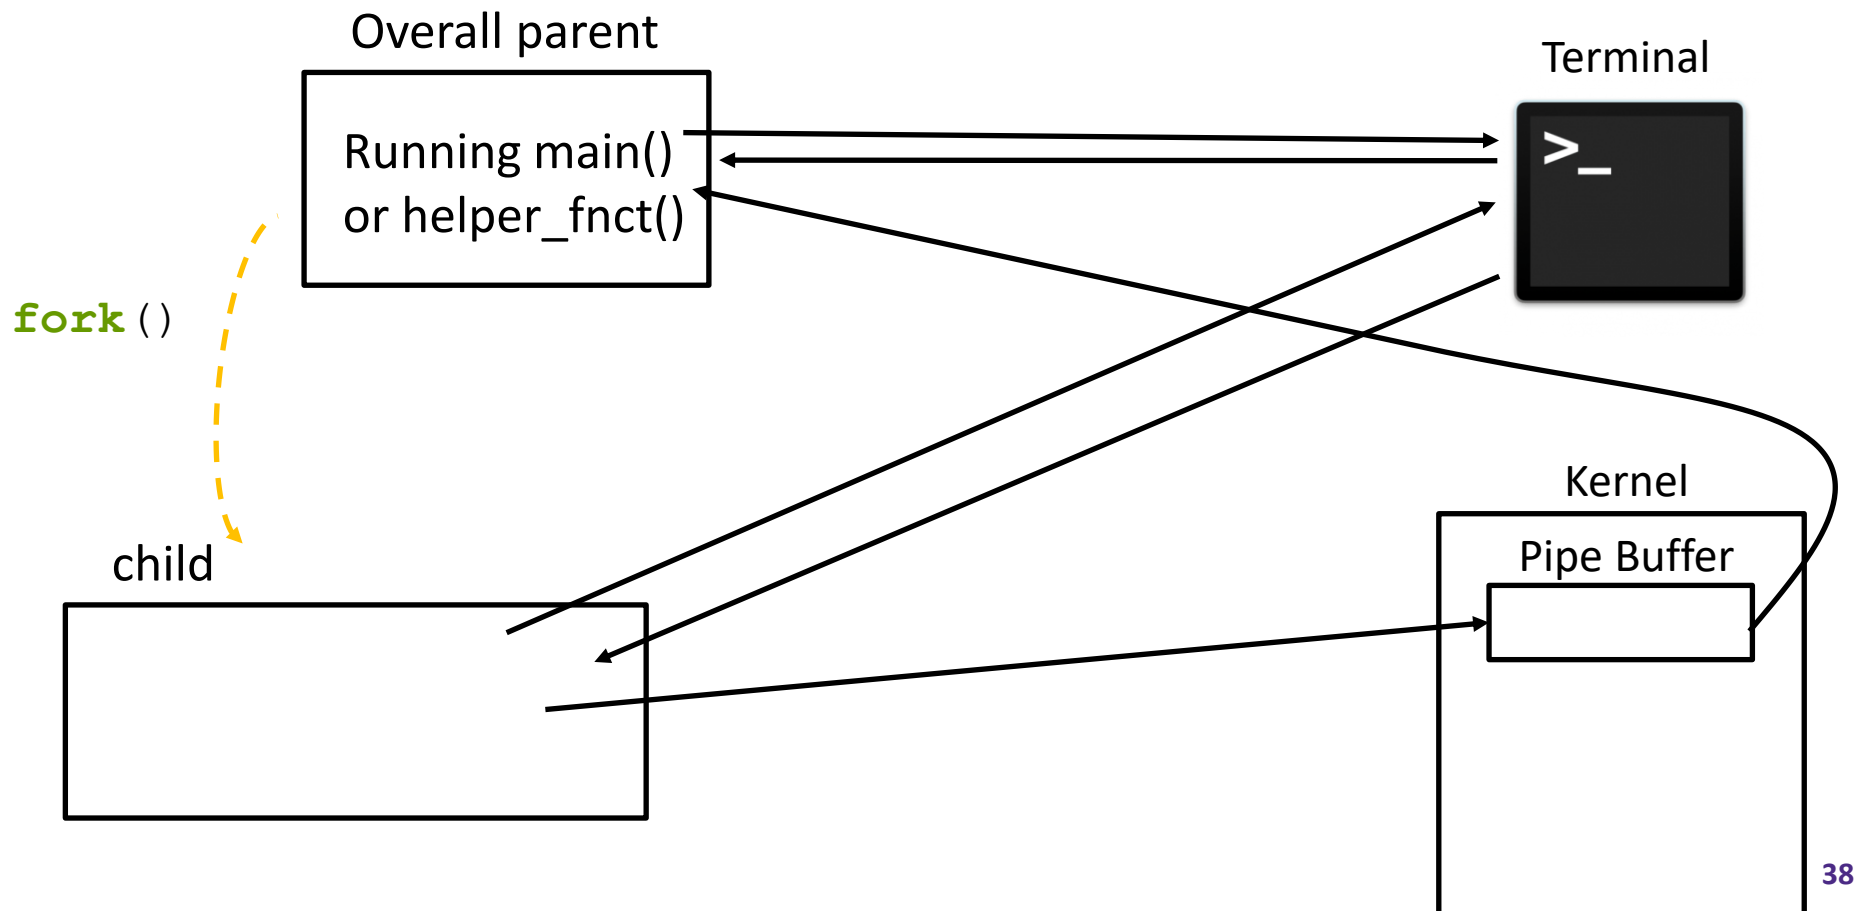 Overall parent
Terminal
>_
Running main()
or helper_fnct()
fork()
Kernel
child
Pipe Buffer
38